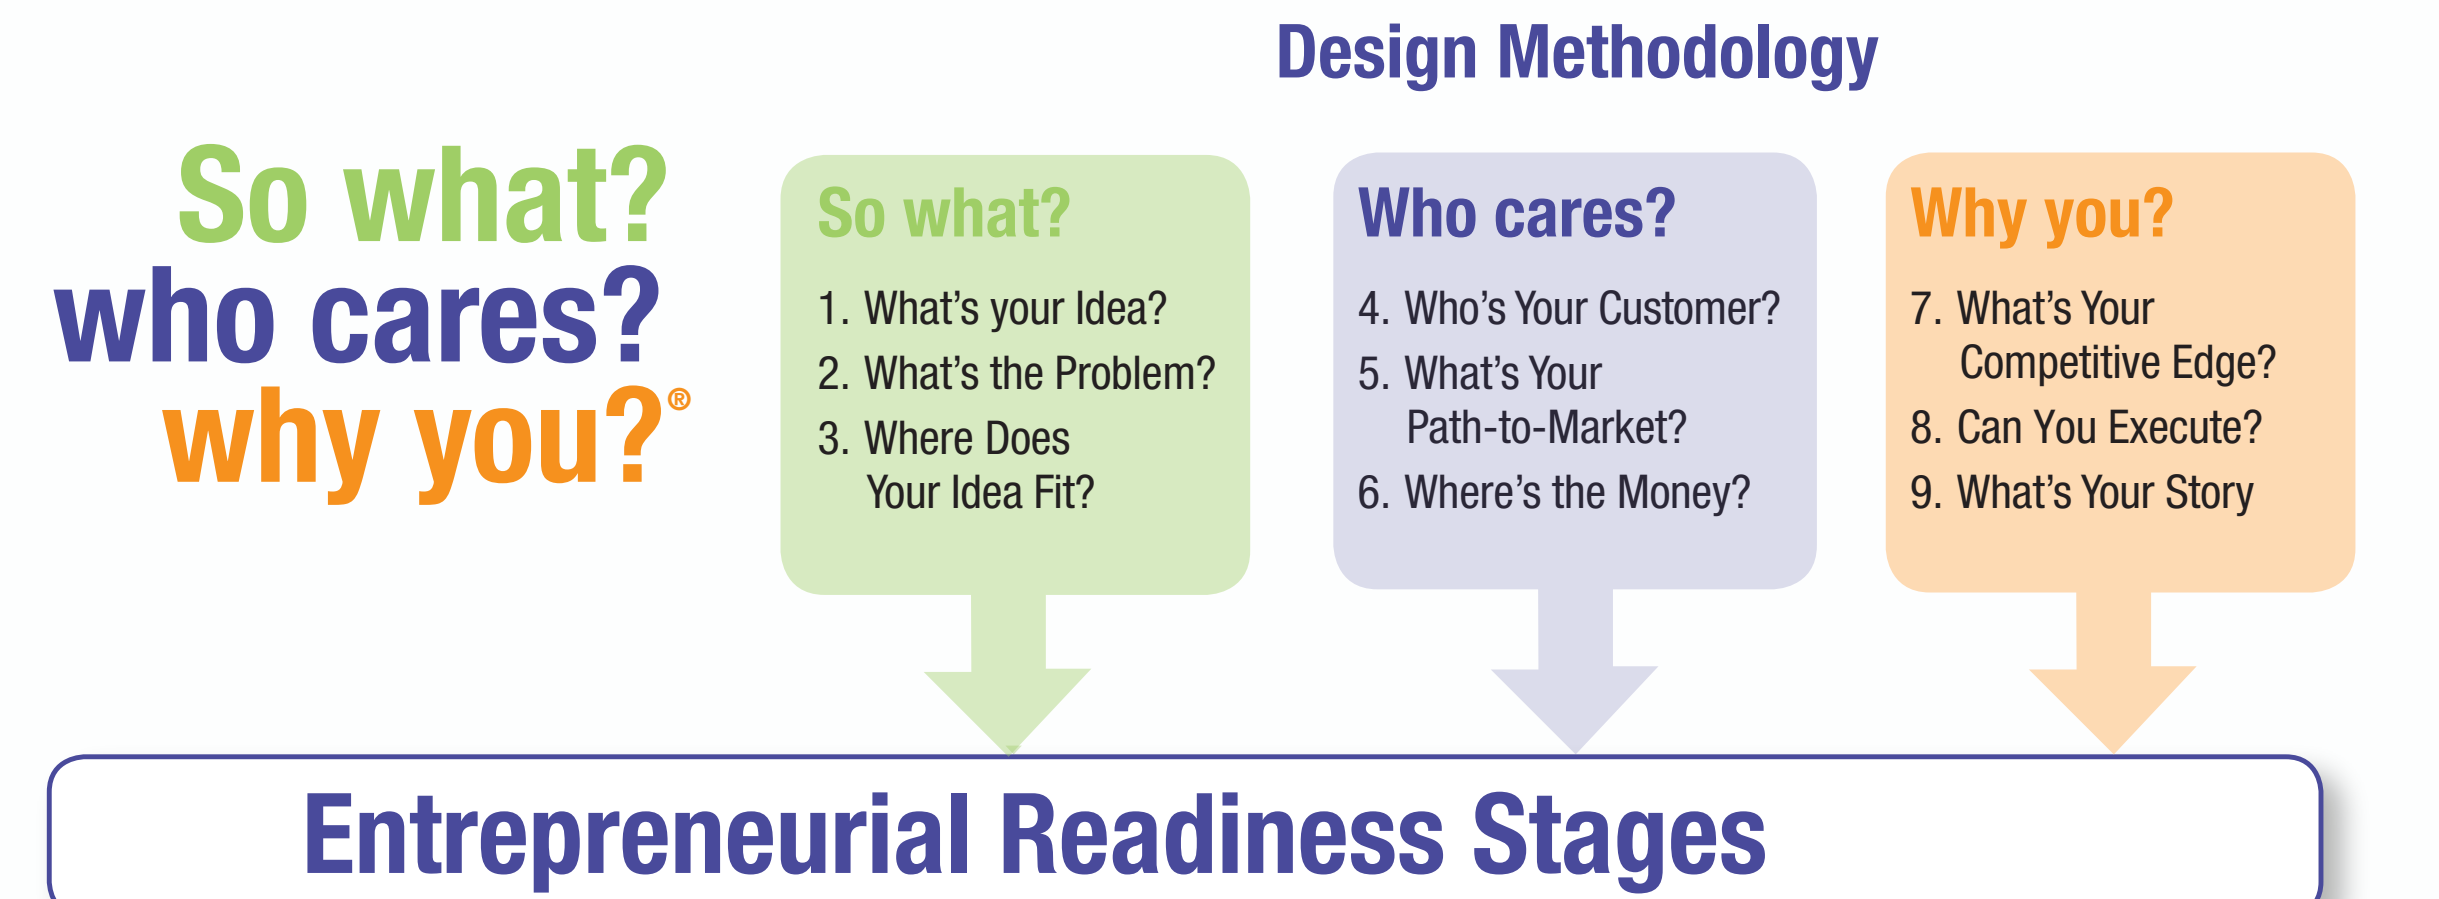 Design Methodology
So what?
who cares?
why you?®
So what?
1. What's your Idea?
2. What's the Problem?
3. Where Does
Your Idea Fit?
Who cares?
4. Who's Your Customer?
5. What's Your
Path-to-Market?
6. Where's the Money?
Why you?
7. What's Your
Competitive Edge?
8. Can You Execute?
9. What's Your Story
Entrepreneurial Readiness Stages